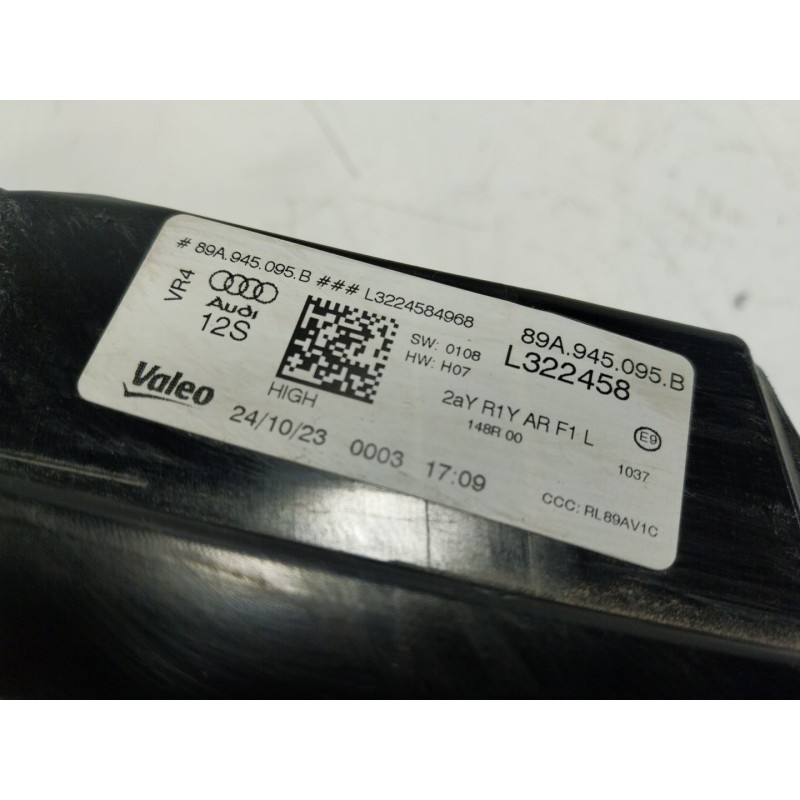 # 89A.945.095.B ### L3224584968
VR4
Audi
12S
SW: 0108
HW: H07
HIGH
89A.945.095.B
L322458
Valeo
2aY R1Y AR F1 L
148R 00
E9
1037
24/10/23 0003 17:09
CCC: RL89AV1C